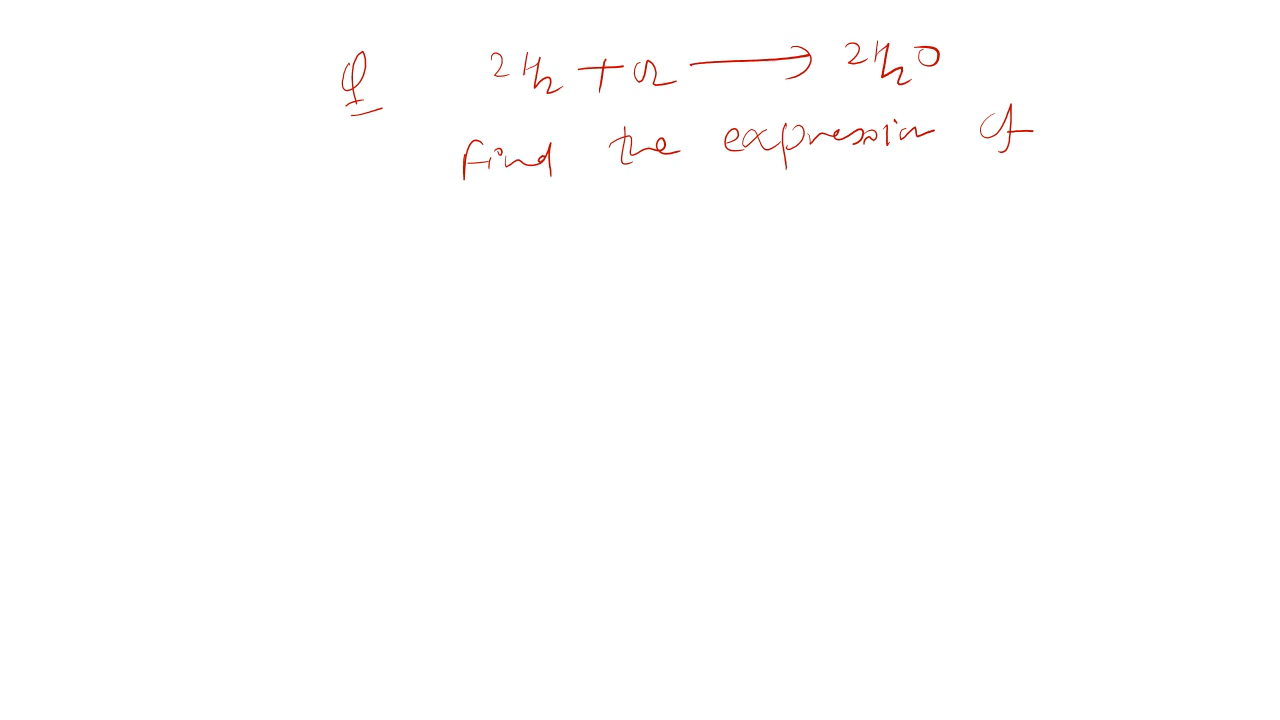 Q 2H₂ + O₂ ⟶ 2H₂O
Find the expression of